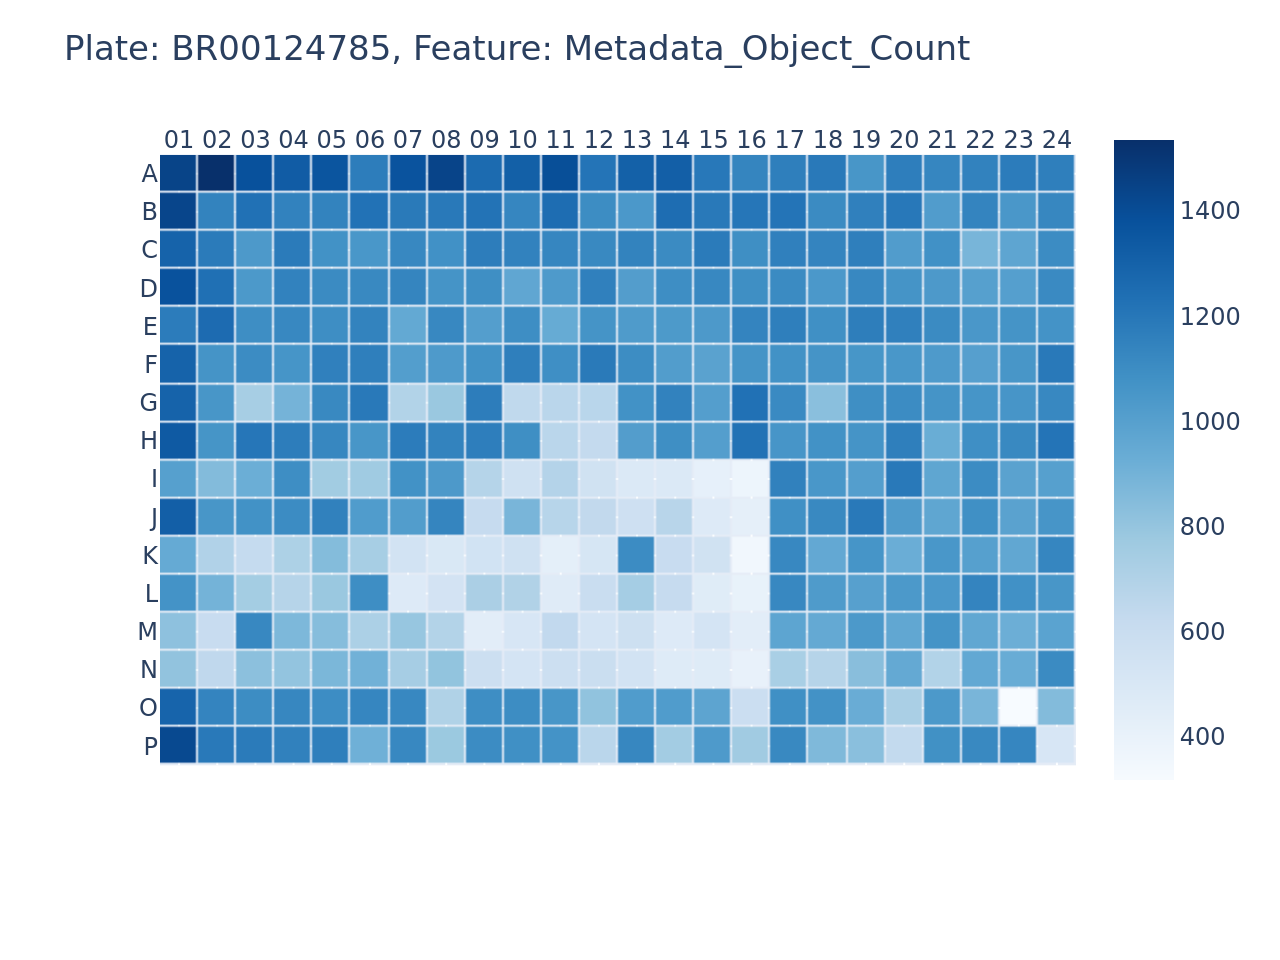 Plate: BR00124785, Feature: Metadata_Object_Count
01 02 03 04 05 06 07 08 09 10 11 12 13 14 15 16 17 18 19 20 21 22 23 24
A
B
C
D
E
F
G
H
I
J
K
L
M
N
O
P
1400
1200
1000
800
600
400